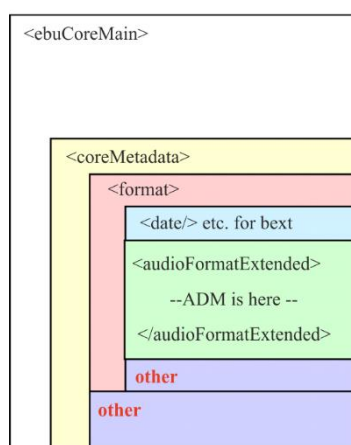 <ebuCoreMain>
<coreMetadata>
<format>
<date/> etc. for bext
<audioFormatExtended>
--ADM is here --
</audioFormatExtended>
other
other